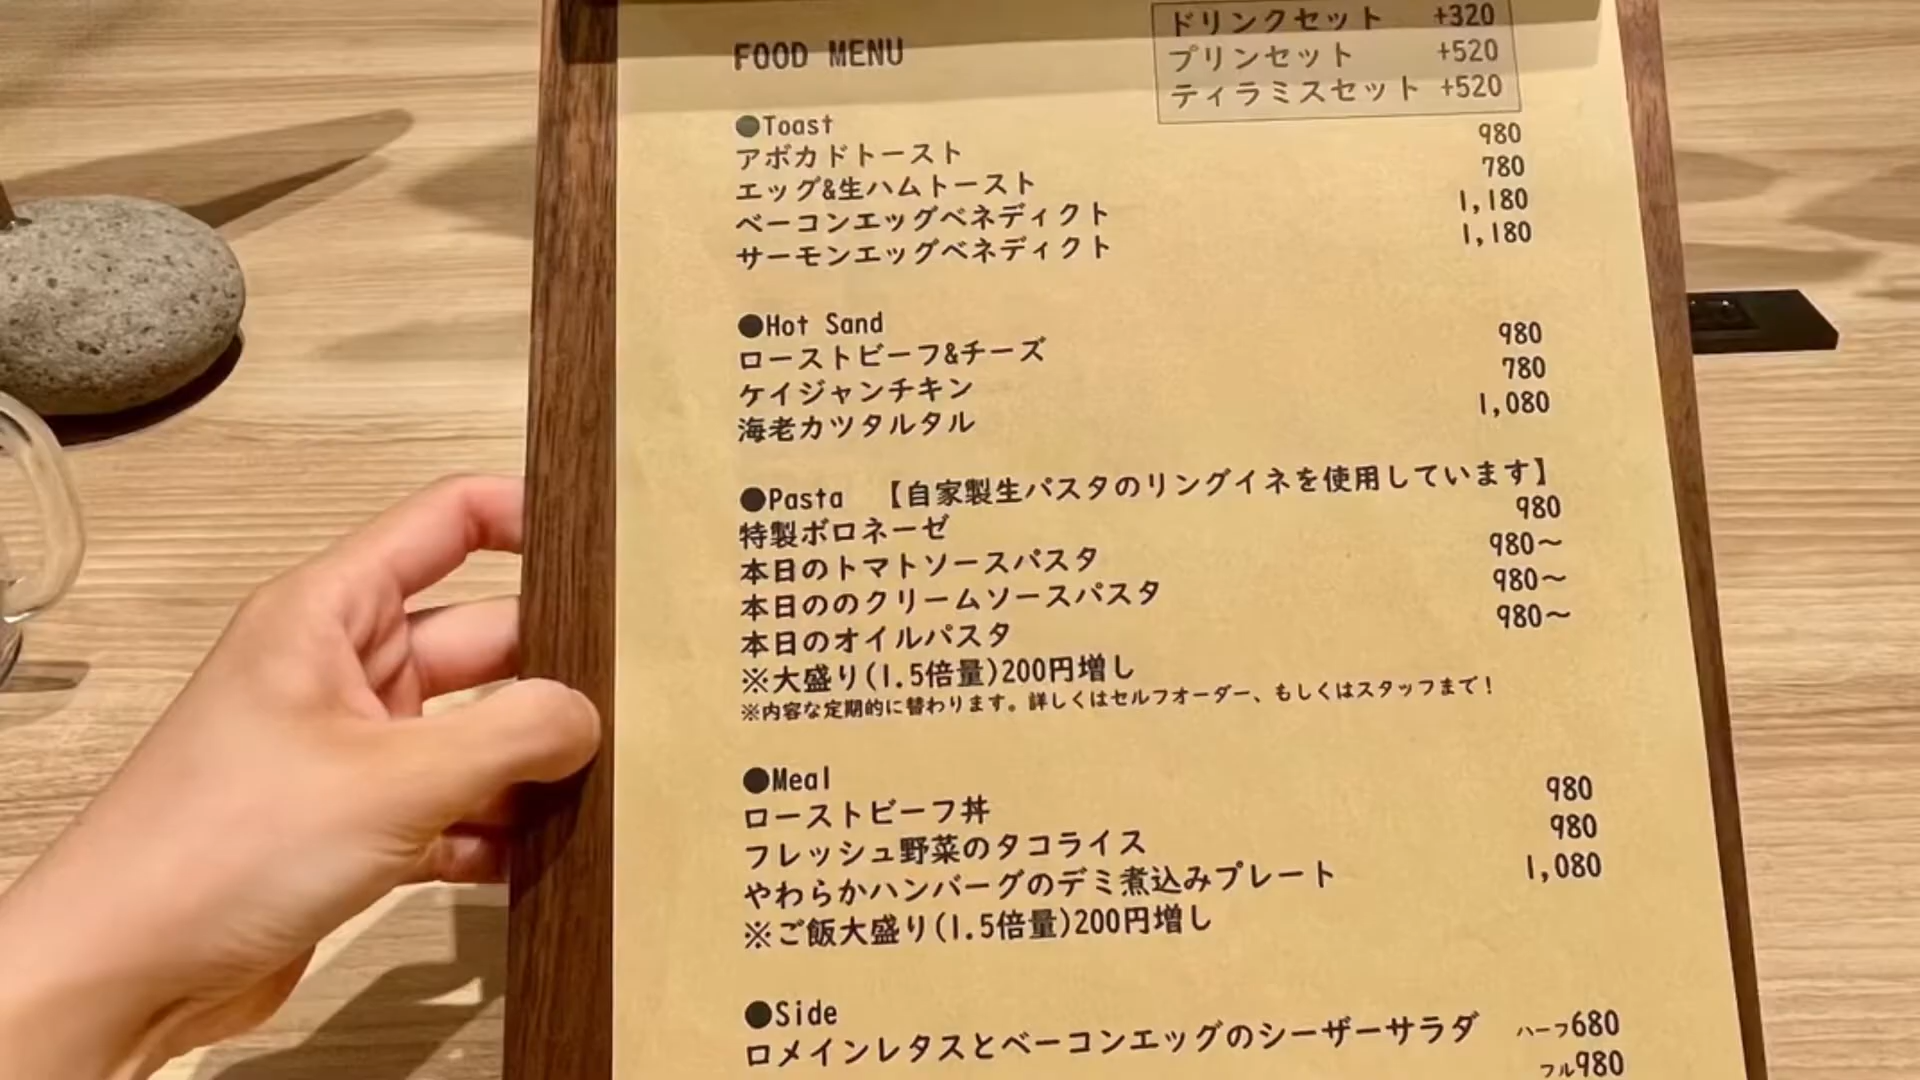 ドリンクセット +320
プリンセット +520
ティラミスセット +520
FOOD MENU
●Toast
アボカドトースト 980
エッグ&生ハムトースト 780
ベーコンエッグベネディクト 1,180
サーモンエッグベネディクト 1,180
●Hot Sand
ローストビーフ&チーズ 980
ケイジャンチキン 780
海老カツタルタル 1,080
●Pasta 【自家製生パスタのリングイネを使用しています】
特製ボロネーゼ 980
本日のトマトソースパスタ 980〜
本日ののクリームソースパスタ 980〜
本日のオイルパスタ 980〜
※大盛り(1.5倍量)200円増し
※内容な定期的に替わります。詳しくはセルフオーダー、もしくはスタッフまで！
●Meal
ローストビーフ丼 980
フレッシュ野菜のタコライス 980
やわらかハンバーグのデミ煮込みプレート 1,080
※ご飯大盛り(1.5倍量)200円増し
●Side
ロメインレタスとベーコンエッグのシーザーサラダ ハーフ680
フル980